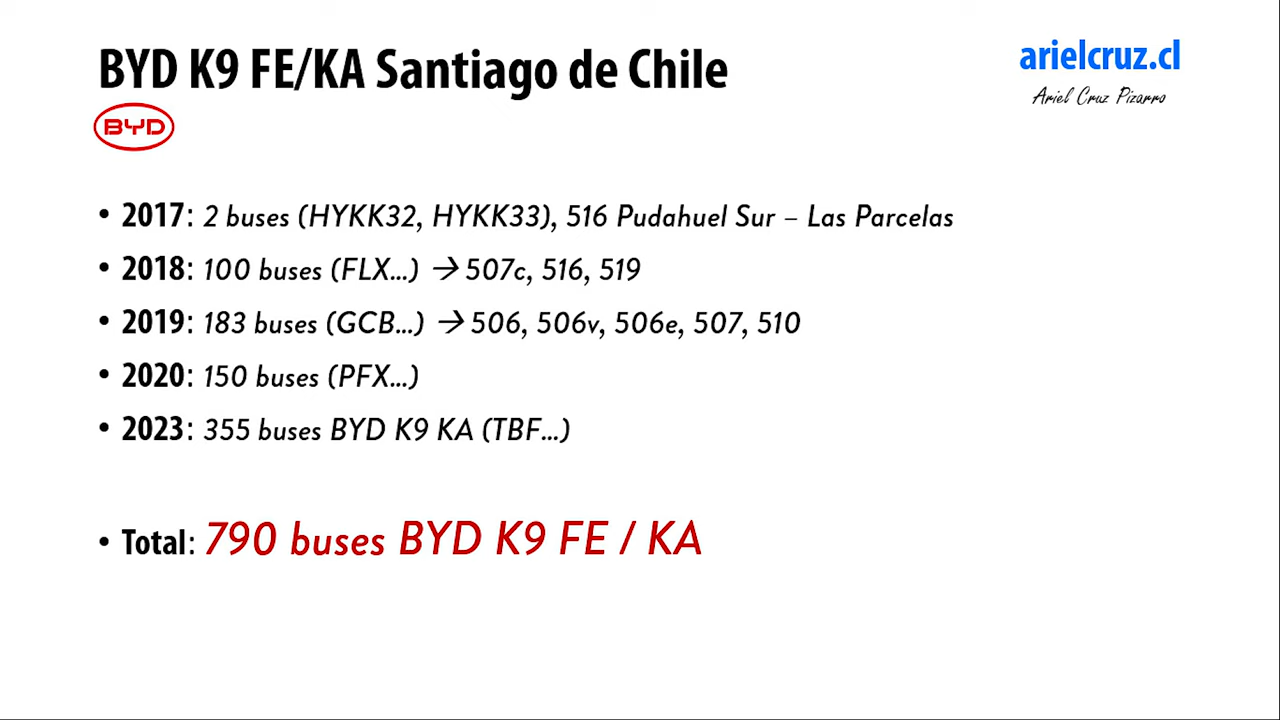 BYD K9 FE/KA Santiago de Chile
arielcruz.cl
Ariel Cruz Pizarro
BYD
• 2017: 2 buses (HYKK32, HYKK33), 516 Pudahuel Sur – Las Parcelas
• 2018: 100 buses (FLX...) → 507c, 516, 519
• 2019: 183 buses (GCB...) → 506, 506v, 506e, 507, 510
• 2020: 150 buses (PFX...)
• 2023: 355 buses BYD K9 KA (TBF...)
• Total: 790 buses BYD K9 FE / KA